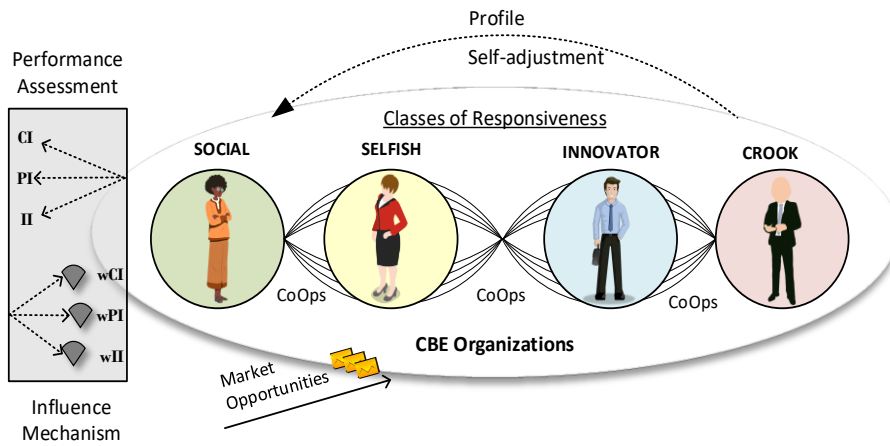 Profile
Self-adjustment
Performance
Assessment
CI
PI
II
wCI
wPI
wII
Influence
Mechanism
Classes of Responsiveness
SOCIAL
SELFISH
INNOVATOR
CROOK
CoOps
CoOps
CoOps
CBE Organizations
Market
Opportunities